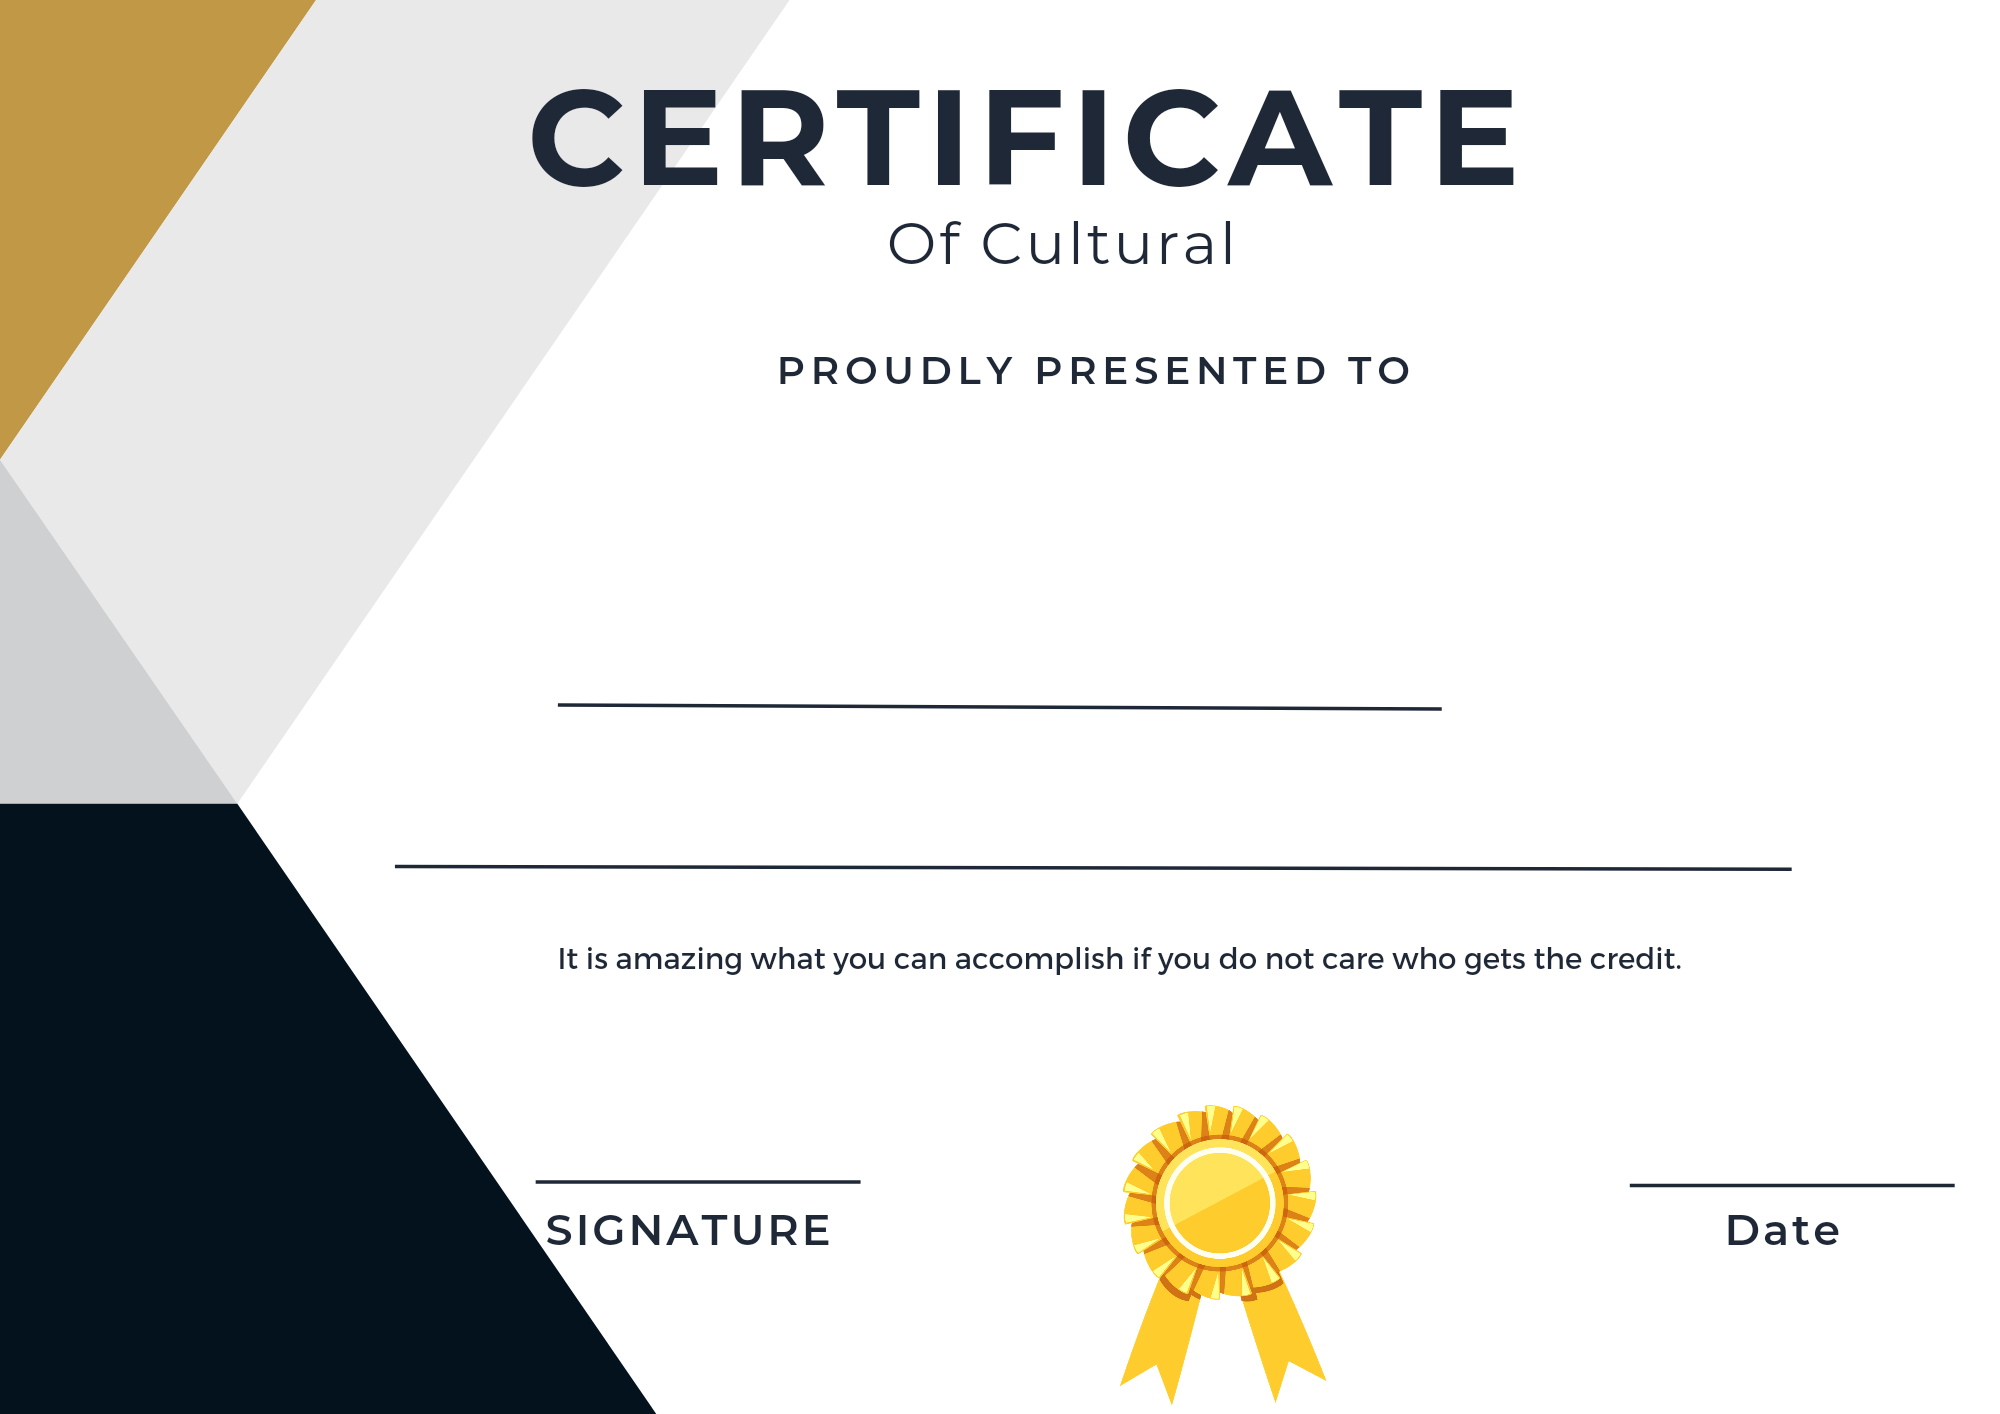 CERTIFICATE
Of Cultural
PROUDLY PRESENTED TO
It is amazing what you can accomplish if you do not care who gets the credit.
SIGNATURE
Date